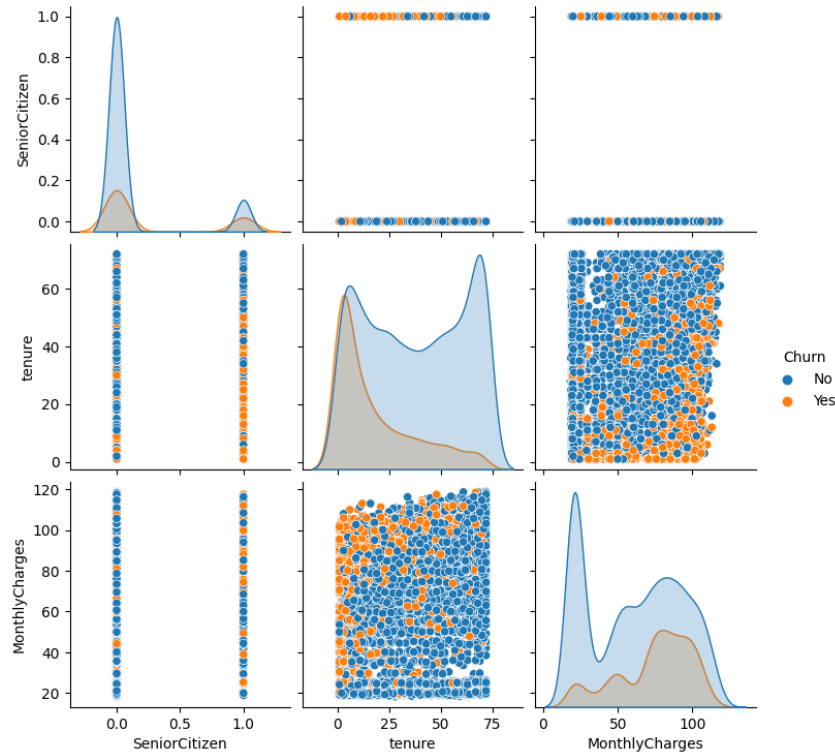 1.0
0.8
0.6
0.4
0.2
0.0
SeniorCitizen
60
40
20
0
tenure
Churn
No
Yes
120
100
80
60
40
20
MonthlyCharges
0.0 0.5 1.0
SeniorCitizen
0 25 50 75
tenure
0 50 100
MonthlyCharges